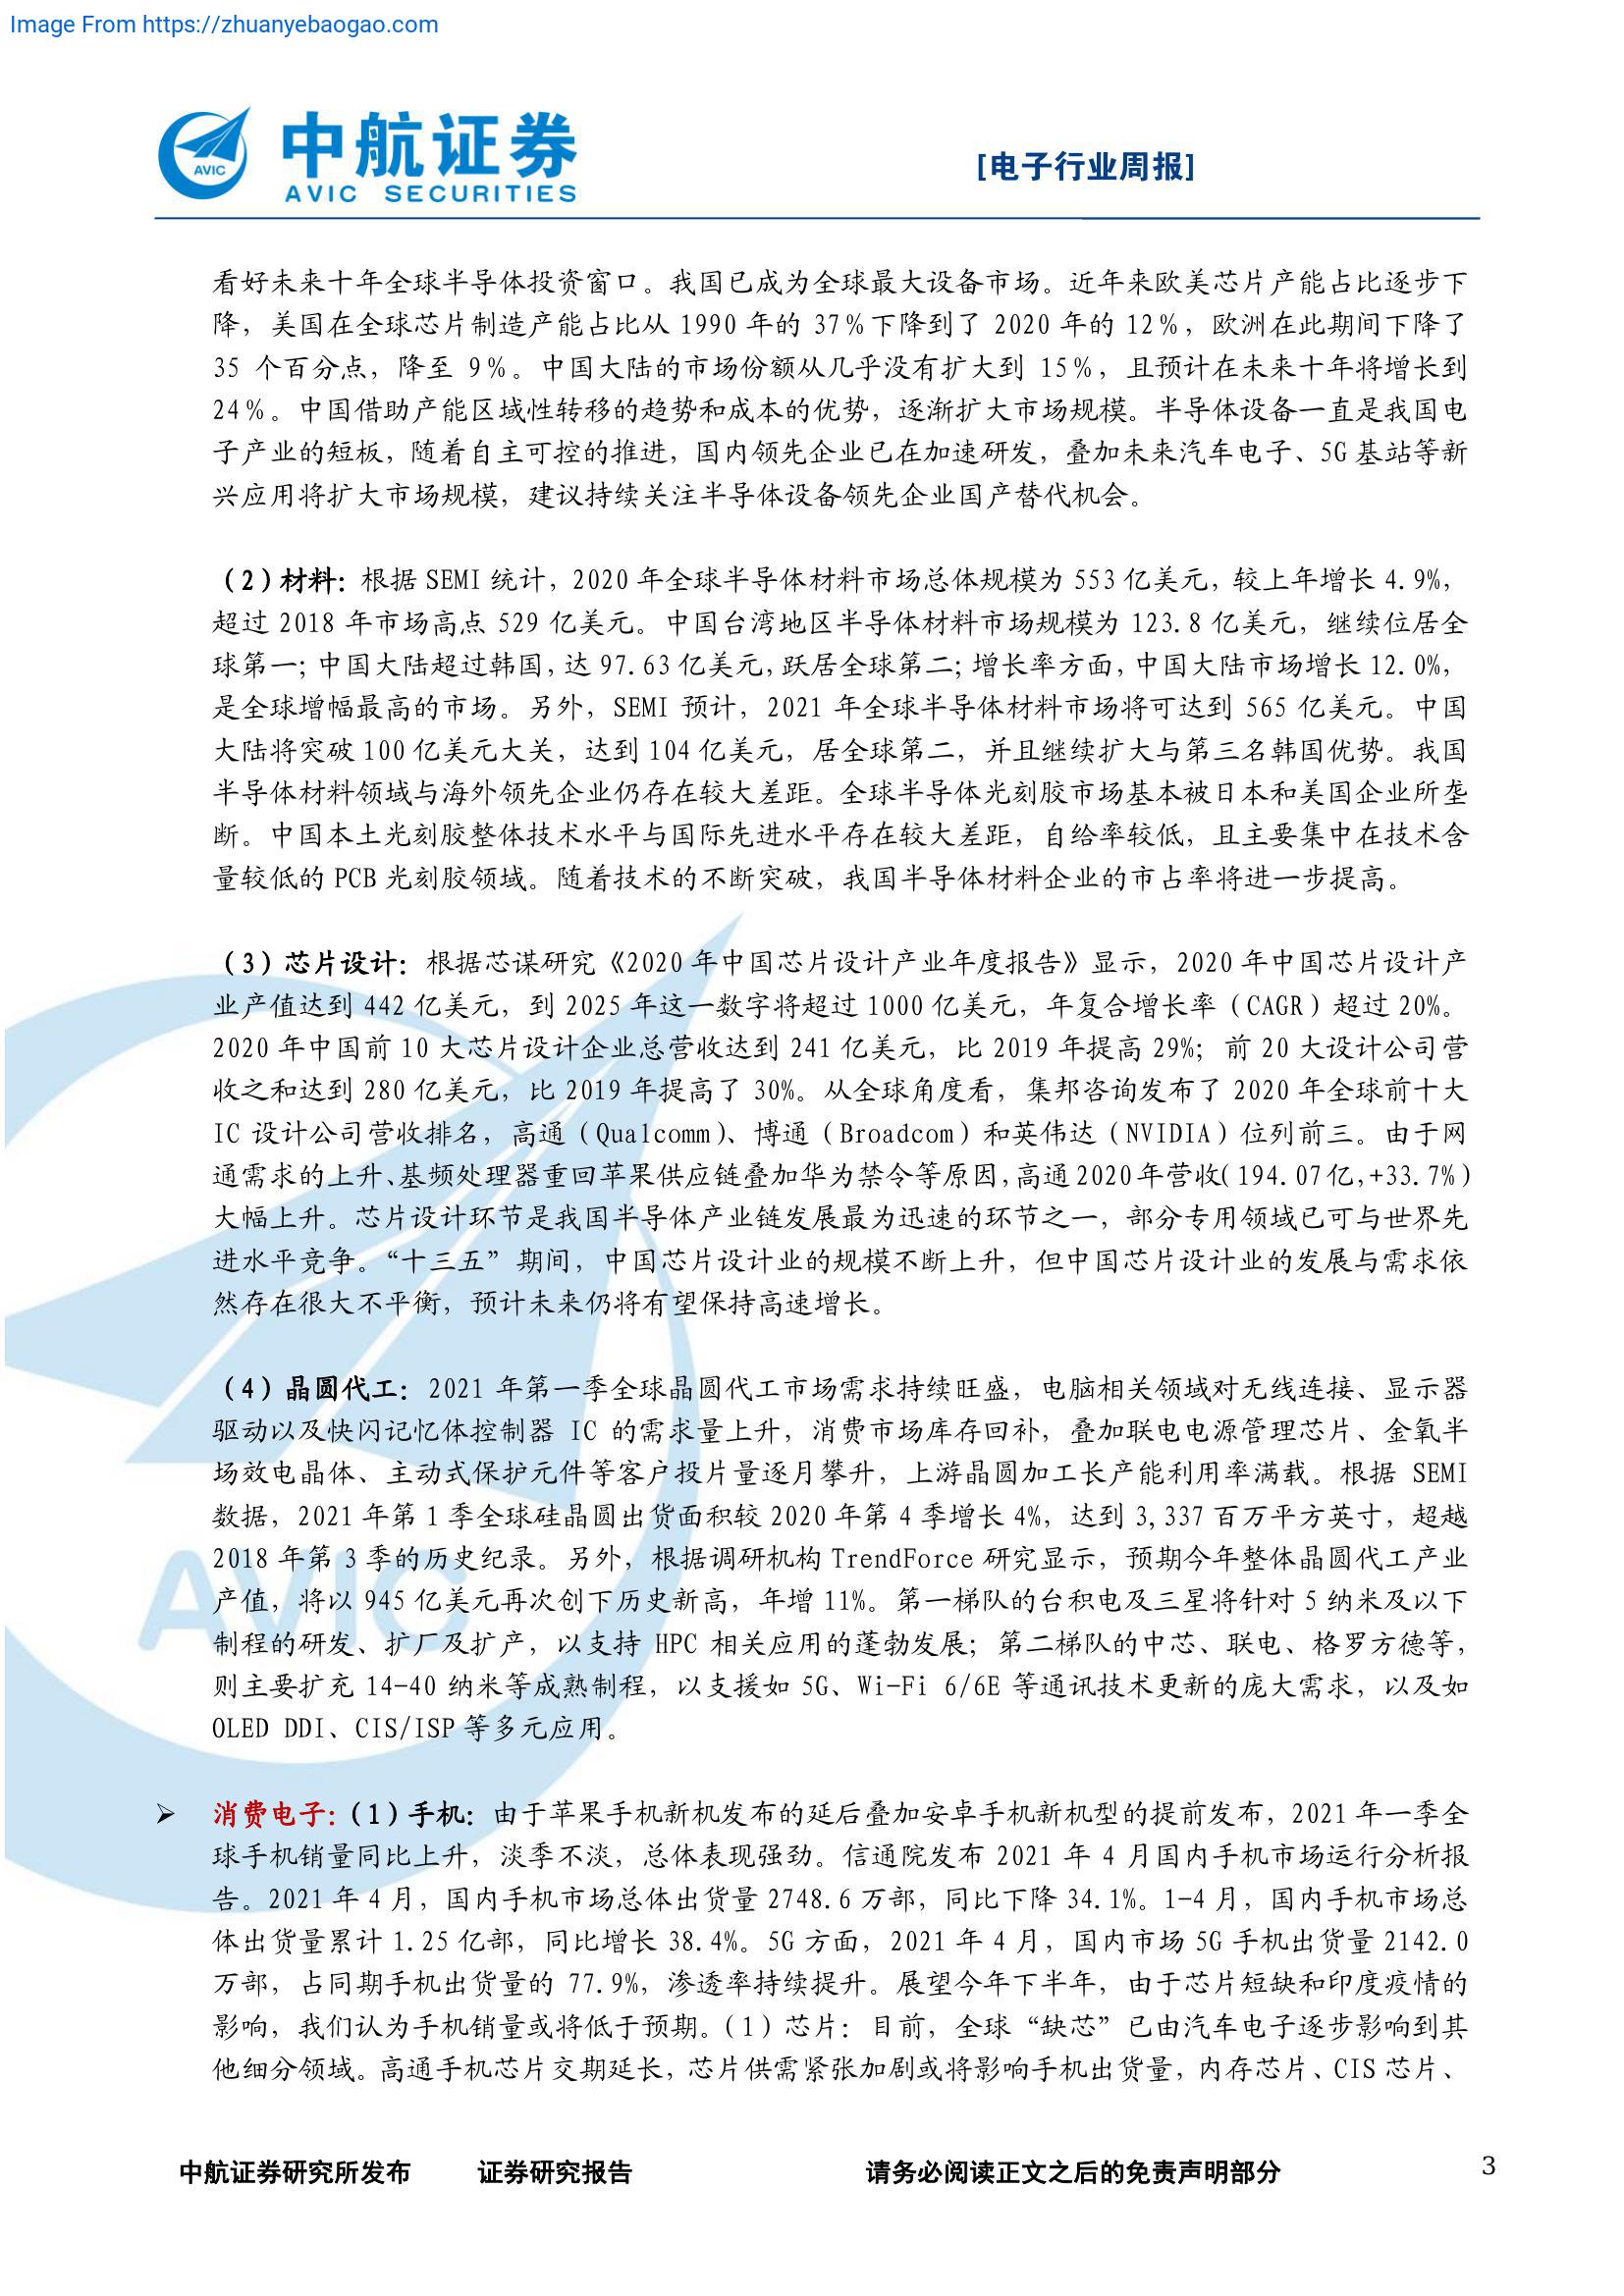 Image From https://zhuanyebaogao.com
中航证券
AVIC SECURITIES
AVIC
[电子行业周报]
看好未来十年全球半导体投资窗口。我国已成为全球最大设备市场。近年来欧美芯片产能占比逐步下
降，美国在全球芯片制造产能占比从 1990 年的 37%下降到了 2020 年的 12%，欧洲在此期间下降了
35 个百分点，降至 9%。中国大陆的市场份额从几乎没有扩大到 15%，且预计在未来十年将增长到
24%。中国借助产能区域性转移的趋势和成本的优势，逐渐扩大市场规模。半导体设备一直是我国电
子产业的短板，随着自主可控的推进，国内领先企业已在加速研发，叠加未来汽车电子、5G 基站等新
兴应用将扩大市场规模，建议持续关注半导体设备领先企业国产替代机会。
（2）材料：根据 SEMI 统计，2020 年全球半导体材料市场总体规模为 553 亿美元，较上年增长 4.9%，
超过 2018 年市场高点 529 亿美元。中国台湾地区半导体材料市场规模为 123.8 亿美元，继续位居全
球第一；中国大陆超过韩国，达 97.63 亿美元，跃居全球第二；增长率方面，中国大陆市场增长 12.0%，
是全球增幅最高的市场。另外，SEMI 预计，2021 年全球半导体材料市场将可达到 565 亿美元。中国
大陆将突破 100 亿美元大关，达到 104 亿美元，居全球第二，并且继续扩大与第三名韩国优势。我国
半导体材料领域与海外领先企业仍存在较大差距。全球半导体光刻胶市场基本被日本和美国企业所垄
断。中国本土光刻胶整体技术水平与国际先进水平存在较大差距，自给率较低，且主要集中在技术含
量较低的 PCB 光刻胶领域。随着技术的不断突破，我国半导体材料企业的市占率将进一步提高。
（3）芯片设计：根据芯谋研究《2020 年中国芯片设计产业年度报告》显示，2020 年中国芯片设计产
业产值达到 442 亿美元，到 2025 年这一数字将超过 1000 亿美元，年复合增长率（CAGR）超过 20%。
2020 年中国前 10 大芯片设计企业总营收达到 241 亿美元，比 2019 年提高 29%；前 20 大设计公司营
收之和达到 280 亿美元，比 2019 年提高了 30%。从全球角度看，集邦咨询发布了 2020 年全球前十大
IC 设计公司营收排名，高通（Qualcomm）、博通（Broadcom）和英伟达（NVIDIA）位列前三。由于网
通需求的上升、基频处理器重回苹果供应链叠加华为禁令等原因，高通 2020 年营收（194.07 亿，+33.7%）
大幅上升。芯片设计环节是我国半导体产业链发展最为迅速的环节之一，部分专用领域已可与世界先
进水平竞争。“十三五”期间，中国芯片设计业的规模不断上升，但中国芯片设计业的发展与需求依
然存在很大不平衡，预计未来仍将有望保持高速增长。
（4）晶圆代工：2021 年第一季全球晶圆代工市场需求持续旺盛，电脑相关领域对无线连接、显示器
驱动以及快闪记忆体控制器 IC 的需求量上升，消费市场库存回补，叠加联电电源管理芯片、金氧半
场效电晶体、主动式保护元件等客户投片量逐月攀升，上游晶圆加工长产能利用率满载。根据 SEMI
数据，2021 年第 1 季全球硅晶圆出货面积较 2020 年第 4 季增长 4%，达到 3,337 百万平方英寸，超越
2018 年第 3 季的历史纪录。另外，根据调研机构 TrendForce 研究显示，预期今年整体晶圆代工产业
产值，将以 945 亿美元再次创下历史新高，年增 11%。第一梯队的台积电及三星将针对 5 纳米及以下
制程的研发、扩厂及扩产，以支持 HPC 相关应用的蓬勃发展；第二梯队的中芯、联电、格罗方德等，
则主要扩充 14-40 纳米等成熟制程，以支援如 5G、Wi-Fi 6/6E 等通讯技术更新的庞大需求，以及如
OLED DDI、CIS/ISP 等多元应用。
➢ 消费电子：（1）手机：由于苹果手机新机发布的延后叠加安卓手机新机型的提前发布，2021 年一季全
球手机销量同比上升，淡季不淡，总体表现强劲。信通院发布 2021 年 4 月国内手机市场运行分析报
告。2021 年 4 月，国内手机市场总体出货量 2748.6 万部，同比下降 34.1%。1-4 月，国内手机市场总
体出货量累计 1.25 亿部，同比增长 38.4%。5G 方面，2021 年 4 月，国内市场 5G 手机出货量 2142.0
万部，占同期手机出货量的 77.9%，渗透率持续提升。展望今年下半年，由于芯片短缺和印度疫情的
影响，我们认为手机销量或将低于预期。（1）芯片：目前，全球“缺芯”已由汽车电子逐步影响到其
他细分领域。高通手机芯片交期延长，芯片供需紧张加剧或将影响手机出货量，内存芯片、CIS 芯片、
AVIC
中航证券研究所发布 证券研究报告 请务必阅读正文之后的免责声明部分 3